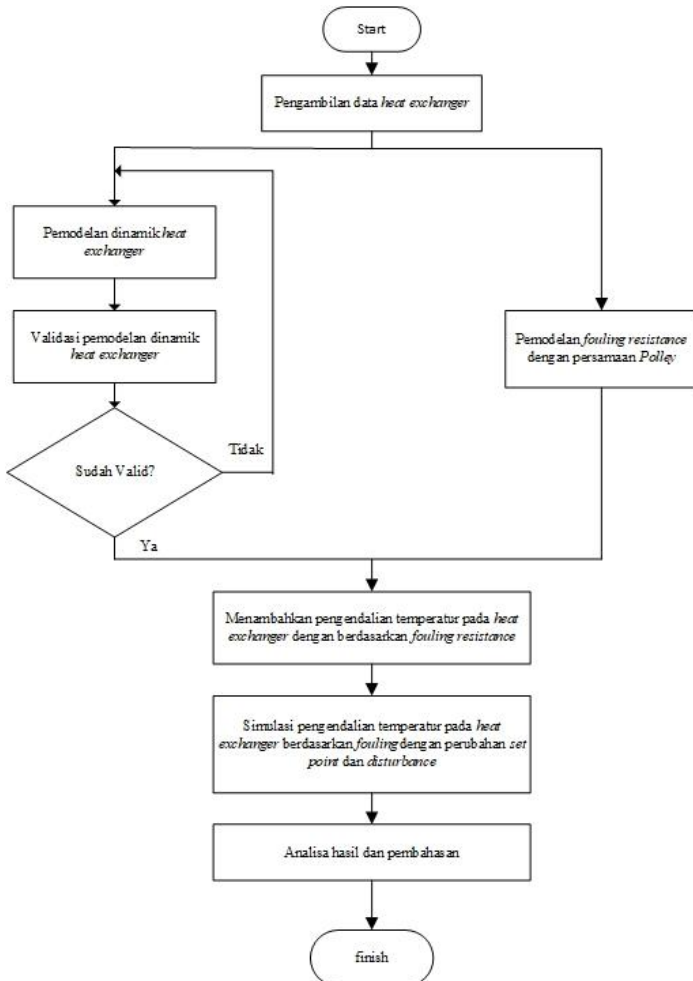 Start
Pengambilan data heat exchanger
Pemodelan dinamik heat
exchanger
Validasi pemodelan dinamik
heat exchanger
Pemodelan fouling resistance
dengan persamaan Polley
Sudah Valid?
Tidak
Ya
Menambahkan pengendalian temperatur pada heat
exchanger dengan berdasarkan fouling resistance
Simulasi pengendalian temperatur pada heat
exchanger berdasarkan fouling dengan perubahan set
point dan disturbance
Analisa hasil dan pembahasan
finish